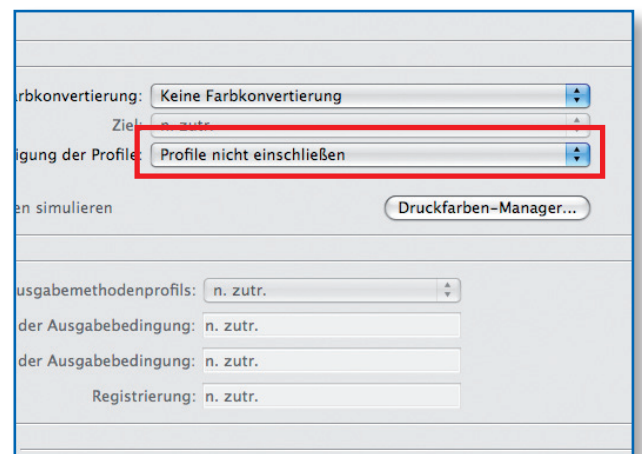 rbkonvertierung: Keine Farbkonvertierung
Ziel: n. zutr.
igung der Profile: Profile nicht einschließen
en simulieren Druckfarben-Manager...
usgabemethodenprofils: n. zutr.
der Ausgabebedingung: n. zutr.
der Ausgabebedingung: n. zutr.
Registrierung: n. zutr.